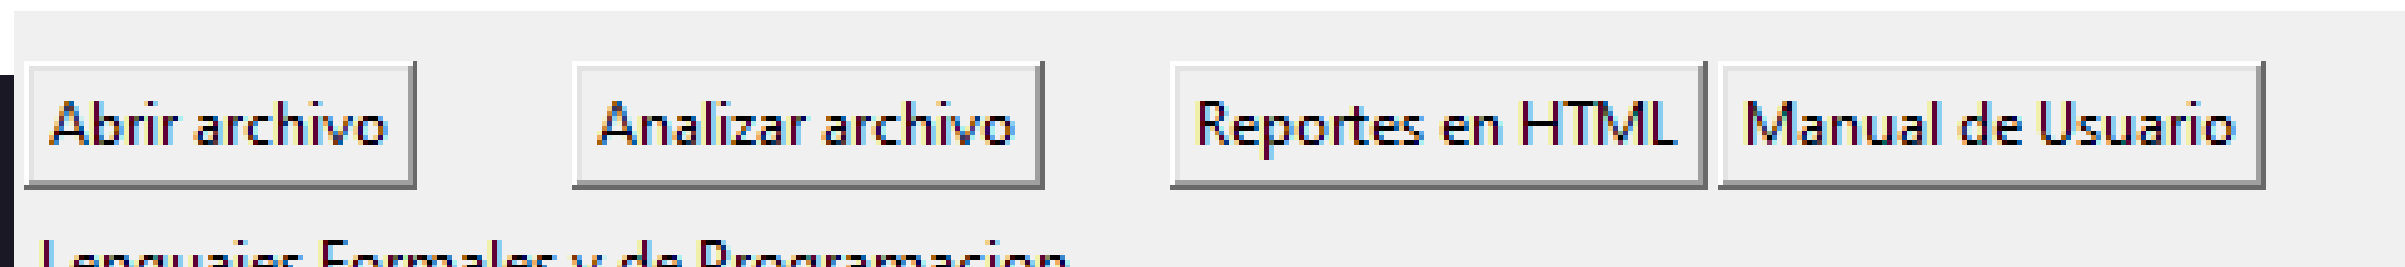 Abrir archivo Analizar archivo Reportes en HTML Manual de Usuario
Lenguajes Formales y de Programacion